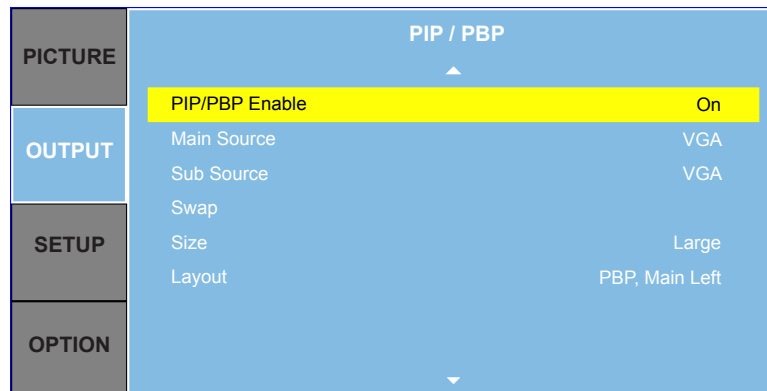 PICTURE
OUTPUT
SETUP
OPTION
PIP / PBP
PIP/PBP Enable On
Main Source VGA
Sub Source VGA
Swap
Size Large
Layout PBP, Main Left